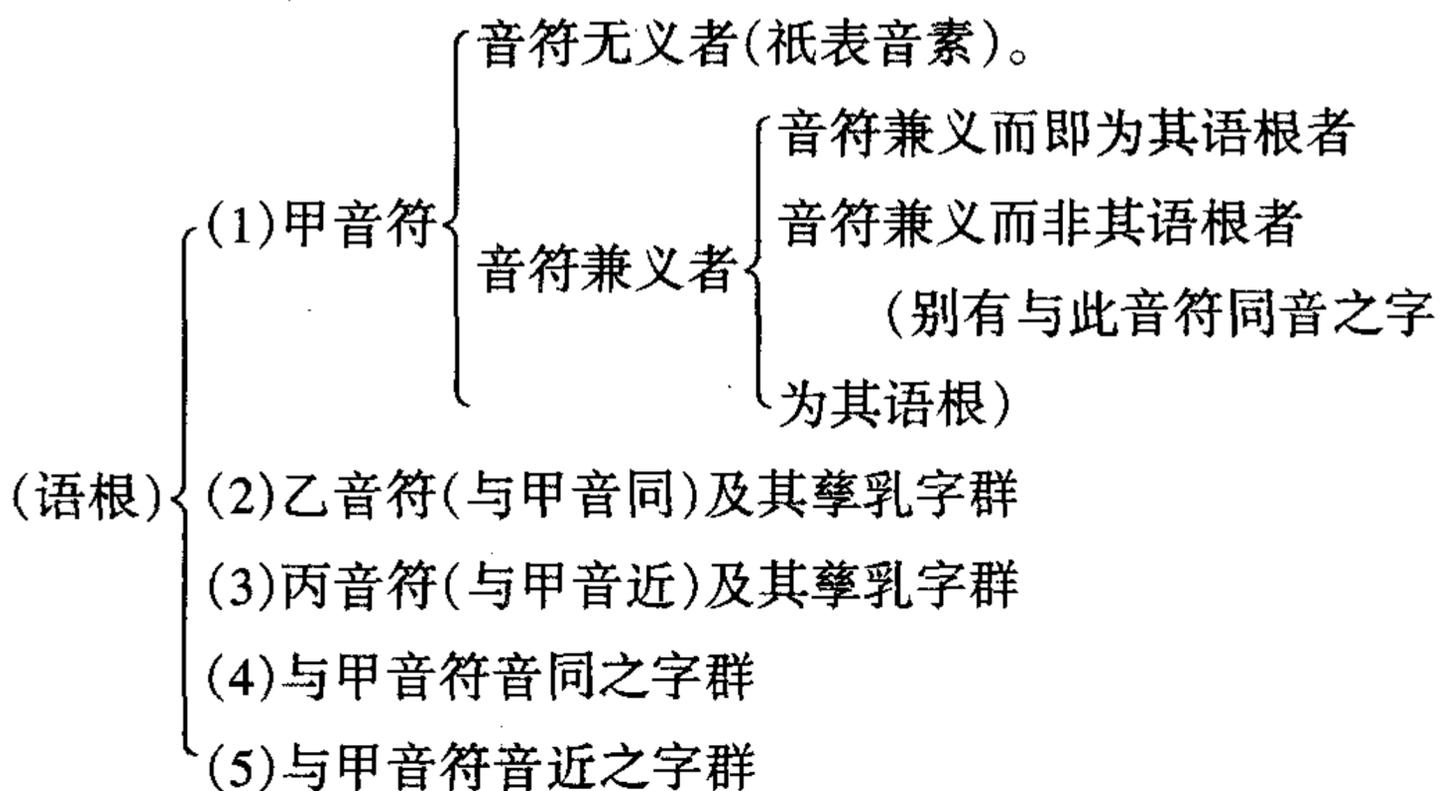 音符无义者(祇表音素)。
音符兼义而即为其语根者
(1)甲音符
音符兼义而非其语根者
音符兼义者
(别有与此音符同音之字
为其语根)
(语根)
(2)乙音符(与甲音同)及其孳乳字群
(3)丙音符(与甲音近)及其孳乳字群
(4)与甲音符音同之字群
(5)与甲音符音近之字群